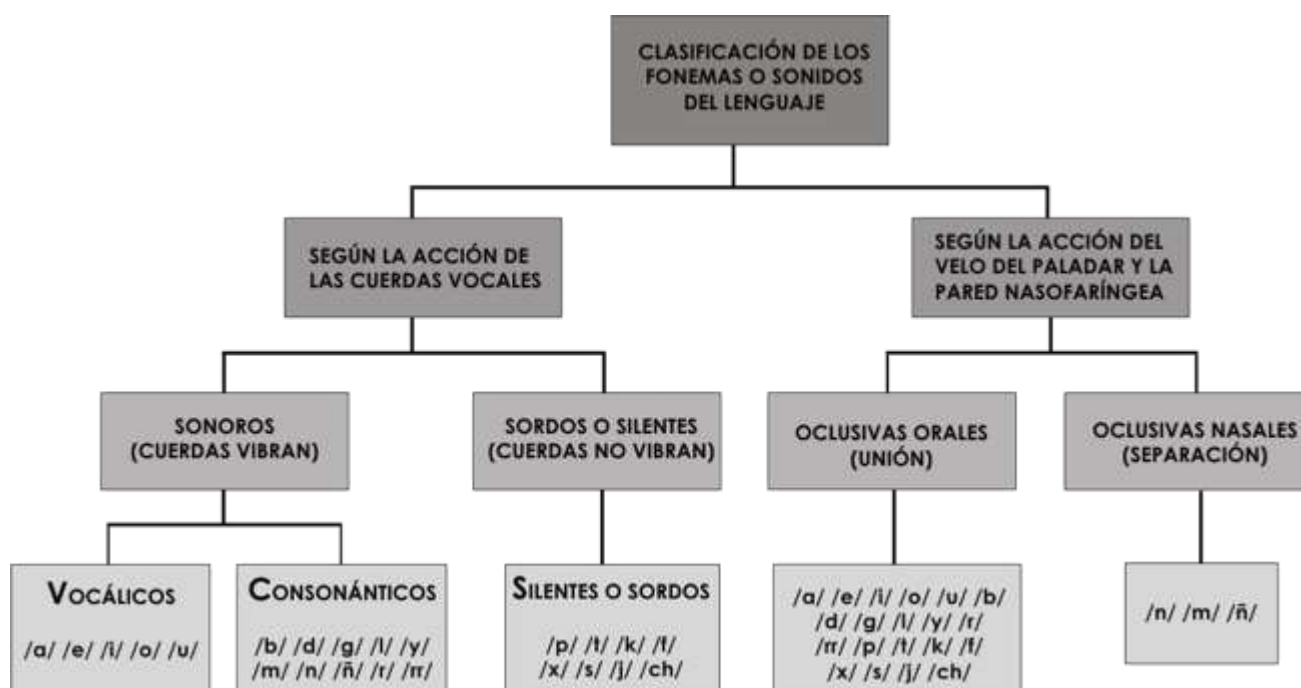 CLASIFICACIÓN DE LOS
FONEMAS O SONIDOS
DEL LENGUAJE
SEGÚN LA ACCIÓN DE
LAS CUERDAS VOCALES
SEGÚN LA ACCIÓN DEL
VELO DEL PALADAR Y LA
PARED NASOFARÍNGEA
SONOROS
(CUERDAS VIBRAN)
SORDOS O SILENTES
(CUERDAS NO VIBRAN)
OCLUSIVAS ORALES
(UNIÓN)
OCLUSIVAS NASALES
(SEPARACIÓN)
VOCÁLICOS
/a/ /e/ /i/ /o/ /u/
CONSONÁNTICOS
/b/ /d/ /g/ /l/ /y/
/m/ /n/ /ñ/ /r/ /rr/
SILENTES O SORDOS
/p/ /t/ /k/ /f/
/x/ /s/ /j/ /ch/
/a/ /e/ /i/ /o/ /u/ /b/
/d/ /g/ /l/ /y/ /r/
/rr/ /p/ /t/ /k/ /f/
/x/ /s/ /j/ /ch/
/n/ /m/ /ñ/